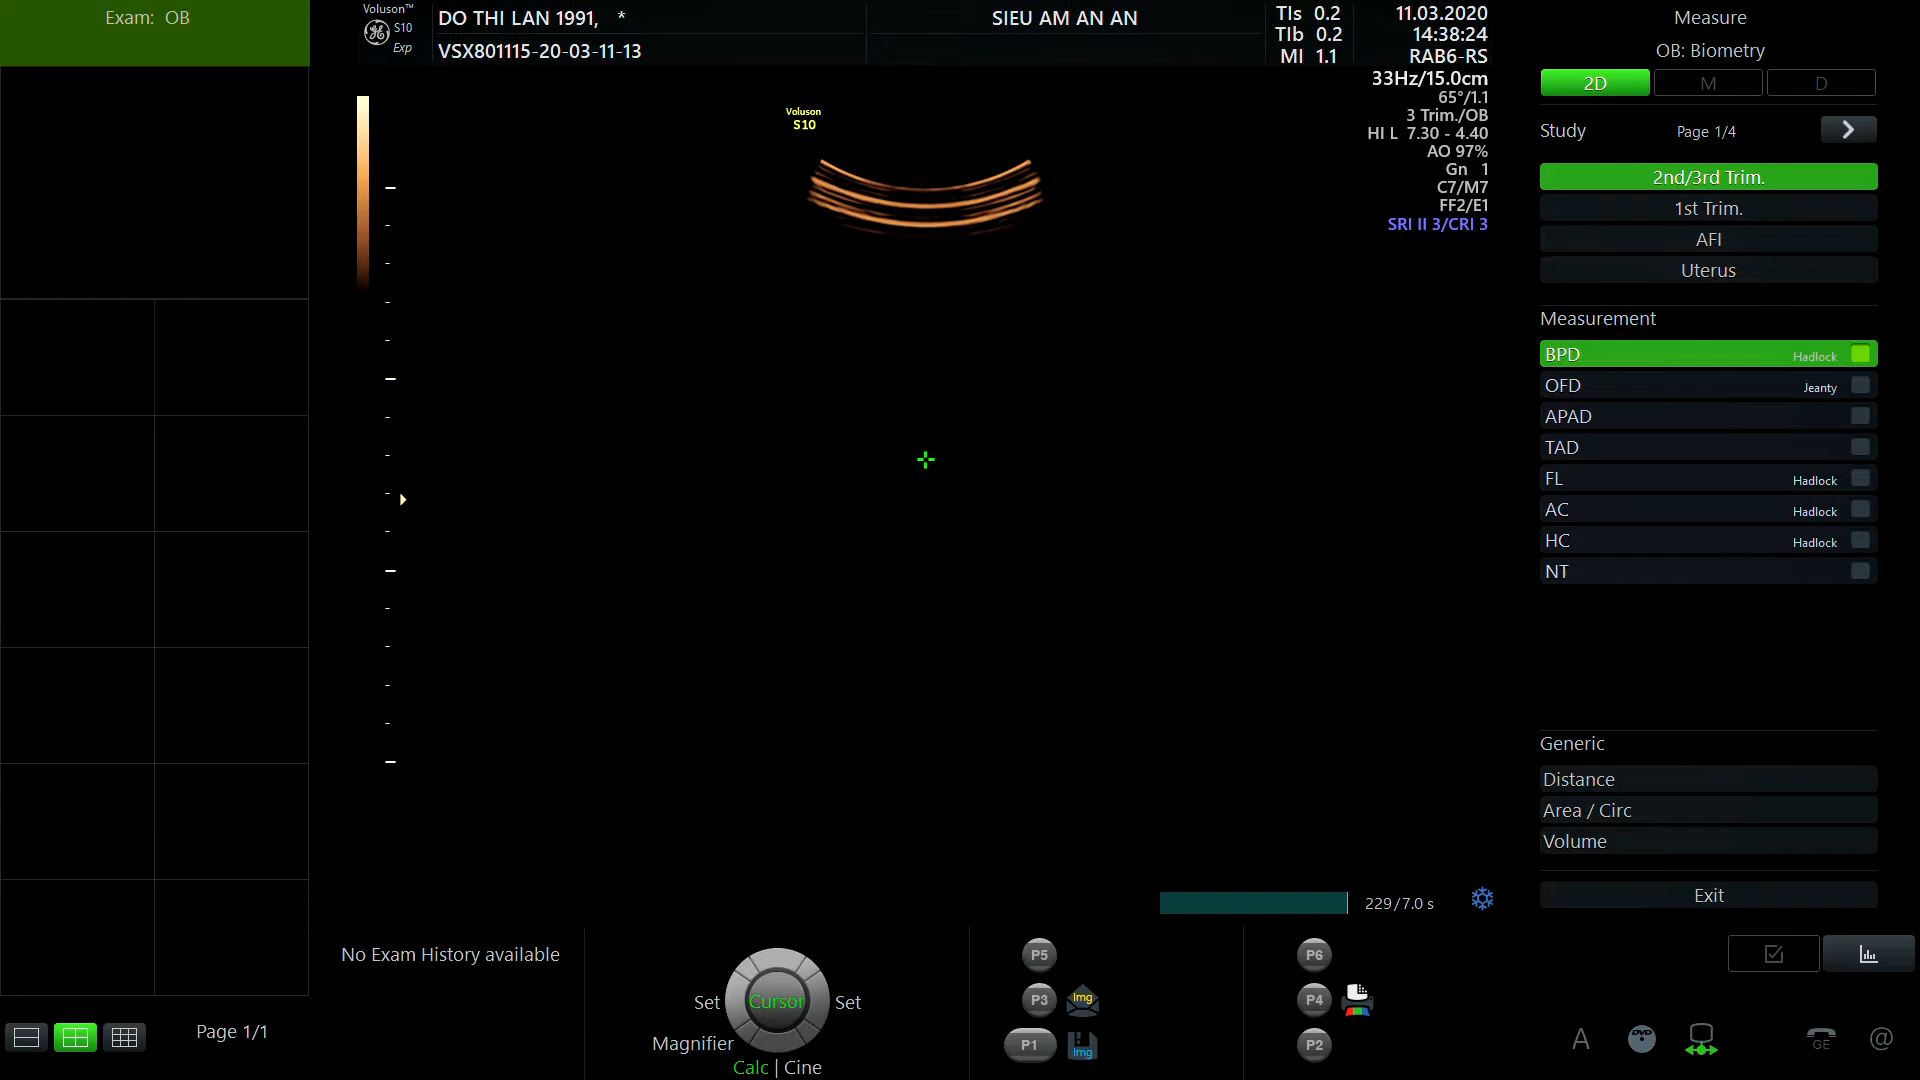 Exam: OB
Voluson™
S10
Exp
DO THI LAN 1991, *
VSX801115-20-03-11-13
SIEU AM AN AN
TIs 0.2
TIb 0.2
MI 1.1
11.03.2020
14:38:24
RAB6-RS
33Hz/15.0cm
65°/1.1
3 Trim./OB
HI L 7.30 - 4.40
AO 97%
Gn 1
C7/M7
FF2/E1
SRI II 3/CRI 3
Voluson
S10
Measure
OB: Biometry
2D M D
Study Page 1/4
2nd/3rd Trim.
1st Trim.
AFI
Uterus
Measurement
BPD Hadlock
OFD Jeanty
APAD
TAD
FL Hadlock
AC Hadlock
HC Hadlock
NT
Generic
Distance
Area / Circ
Volume
Exit
229/7.0 s
No Exam History available
Set Cursor Set
Magnifier
Calc | Cine
P5
P3 Img
P1 Img
P6
P4
P2
Page 1/1
A DVD GE @